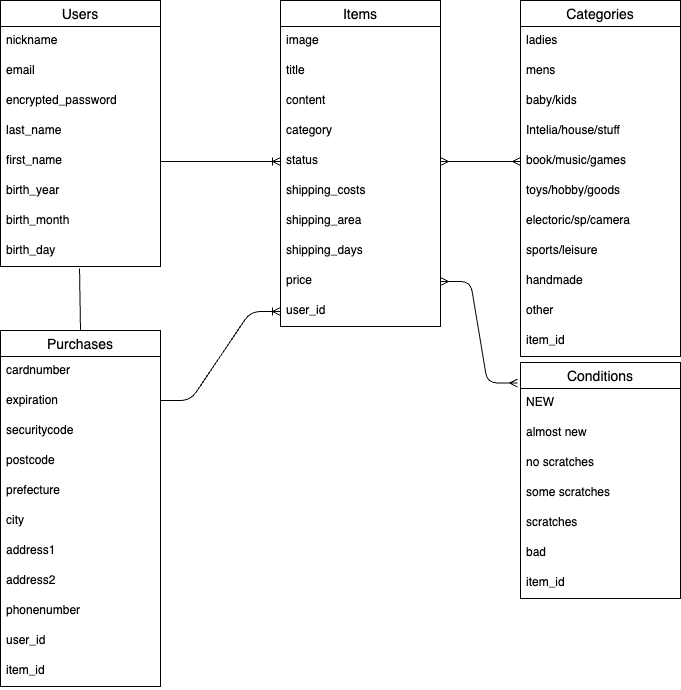 Users
nickname
email
encrypted_password
last_name
first_name
birth_year
birth_month
birth_day
Items
image
title
content
category
status
shipping_costs
shipping_area
shipping_days
price
user_id
Categories
ladies
mens
baby/kids
Intelia/house/stuff
book/music/games
toys/hobby/goods
electoric/sp/camera
sports/leisure
handmade
other
item_id
Purchases
cardnumber
expiration
securitycode
postcode
prefecture
city
address1
address2
phonenumber
user_id
item_id
Conditions
NEW
almost new
no scratches
some scratches
scratches
bad
item_id